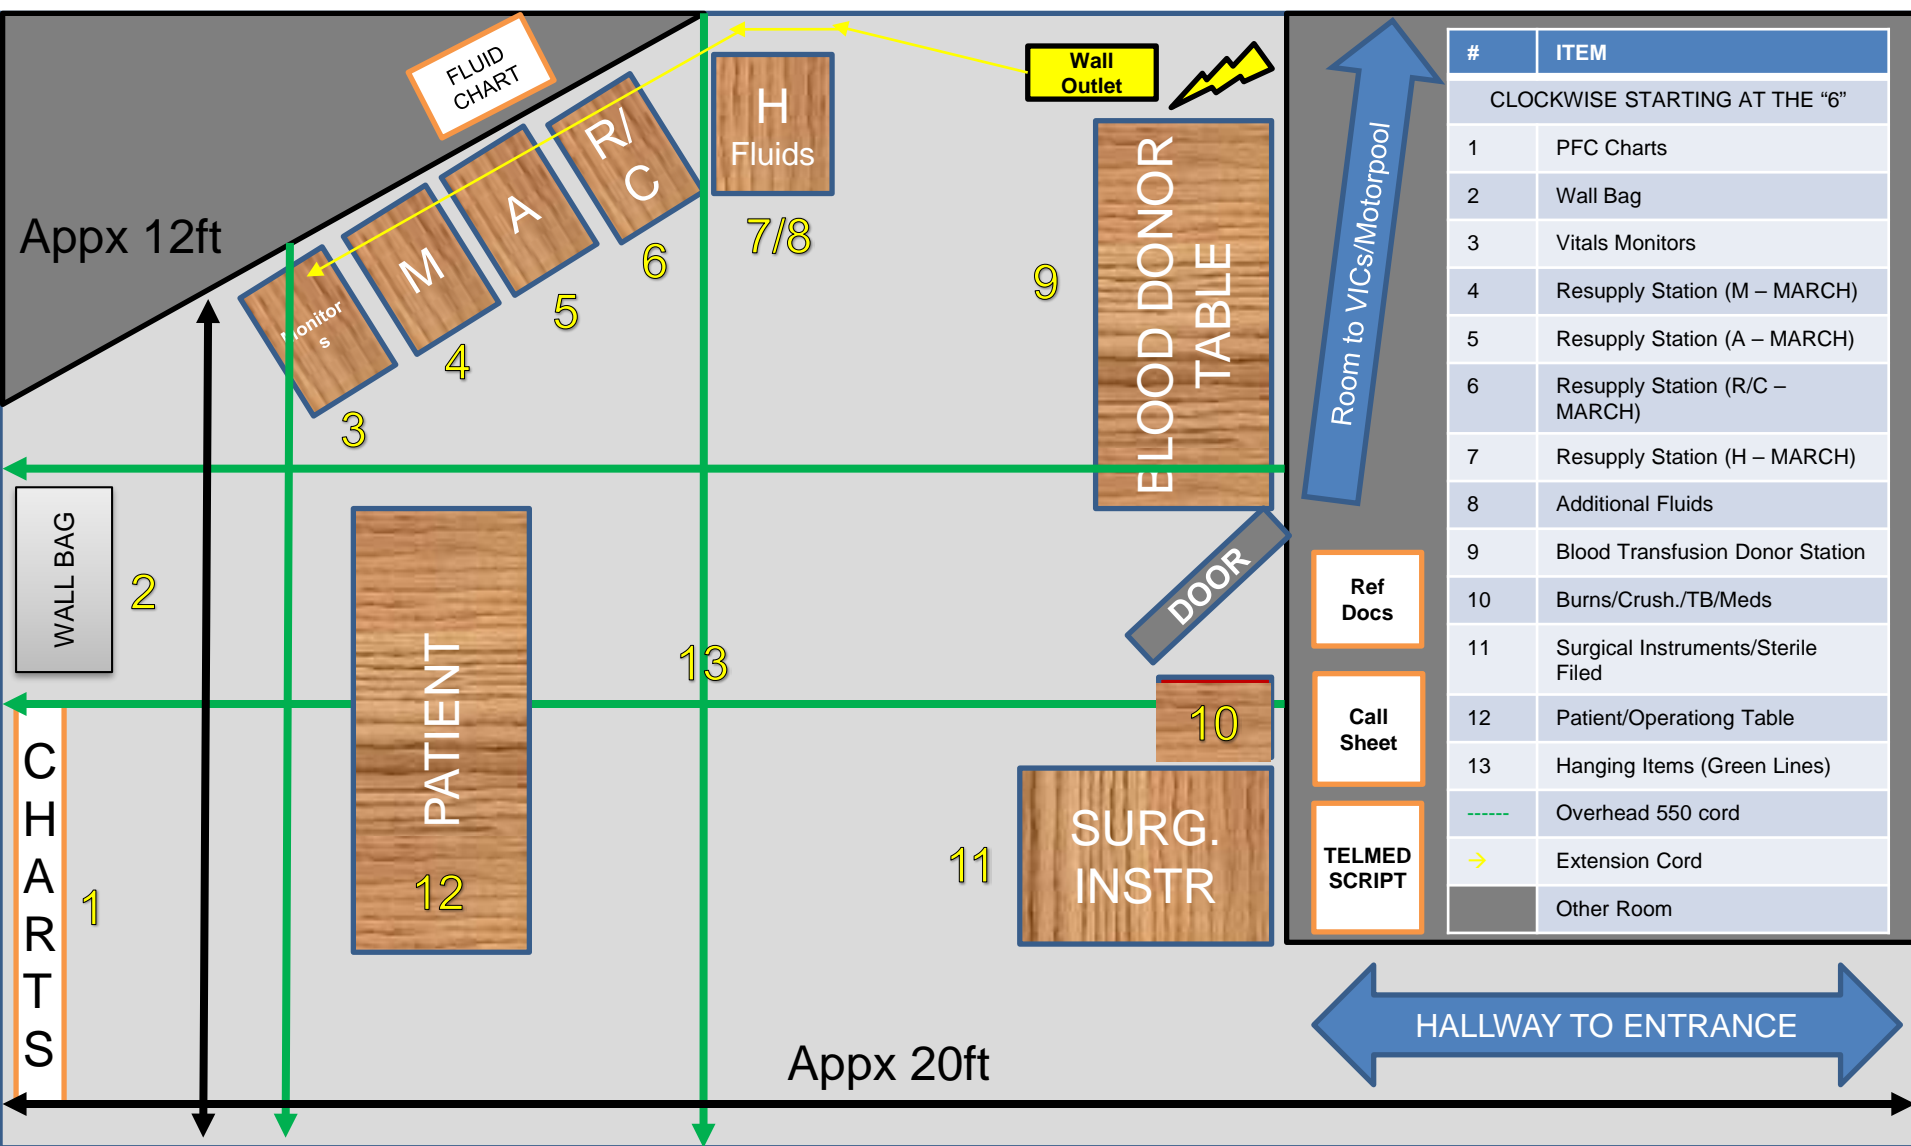 FLUID
CHART
Wall
Outlet
H
Fluids
R/
C
A
M
Monitor
s
Appx 12ft
7/8
6
5
4
3
9
BLOOD DONOR
TABLE
Room to VICs/Motorpool
WALL BAG
2
DOOR
13
PATIENT
12
10
SURG.
INSTR
11
CHARTS
1
Appx 20ft
Ref
Docs
Call
Sheet
TELMED
SCRIPT
HALLWAY TO ENTRANCE
# ITEM
CLOCKWISE STARTING AT THE “6”
1 PFC Charts
2 Wall Bag
3 Vitals Monitors
4 Resupply Station (M – MARCH)
5 Resupply Station (A – MARCH)
6 Resupply Station (R/C –
MARCH)
7 Resupply Station (H – MARCH)
8 Additional Fluids
9 Blood Transfusion Donor Station
10 Burns/Crush./TB/Meds
11 Surgical Instruments/Sterile
Filed
12 Patient/Operationg Table
13 Hanging Items (Green Lines)
------ Overhead 550 cord
→ Extension Cord
Other Room